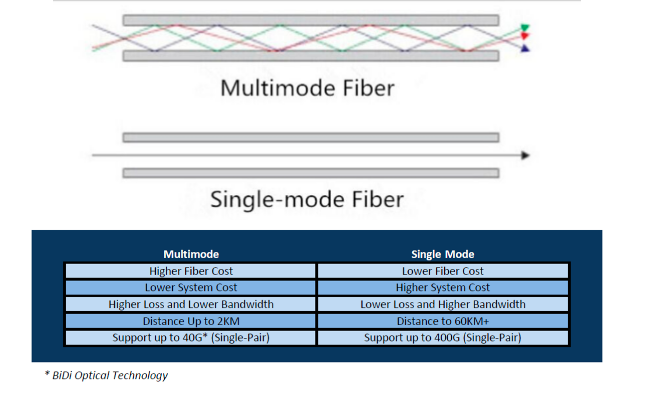 Multimode Fiber
Single-mode Fiber
Multimode Single Mode
Higher Fiber Cost Lower Fiber Cost
Lower System Cost Higher System Cost
Higher Loss and Lower Bandwidth Lower Loss and Higher Bandwidth
Distance Up to 2KM Distance to 60KM+
Support up to 40G* (Single-Pair) Support up to 400G (Single-Pair)
* BiDi Optical Technology